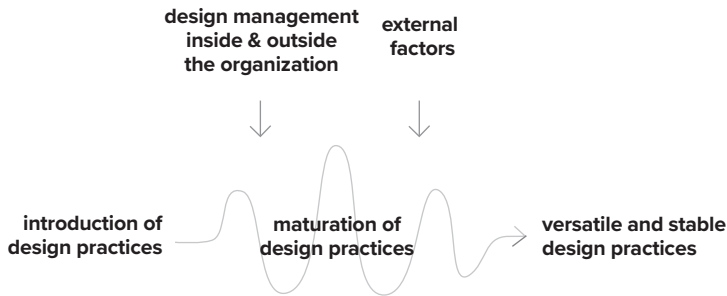 design management
inside & outside
the organization
external
factors
introduction of
design practices
maturation of
design practices
versatile and stable
design practices